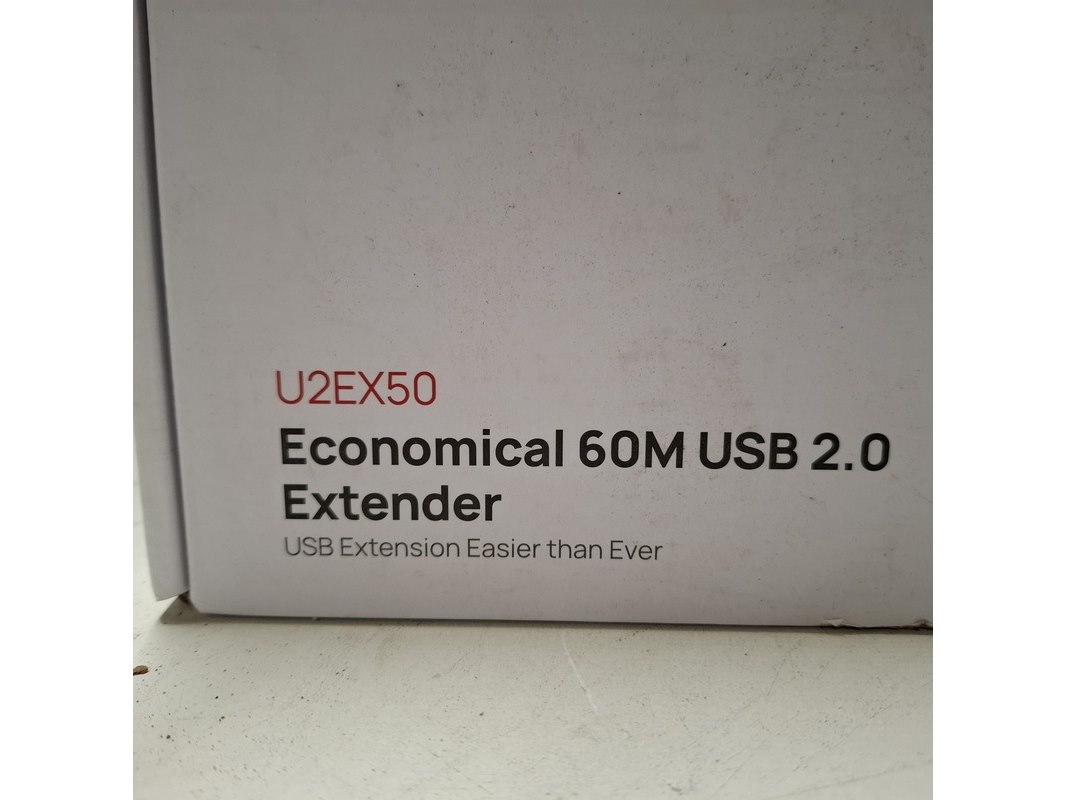 U2EX50
Economical 60M USB 2.0
Extender
USB Extension Easier than Ever